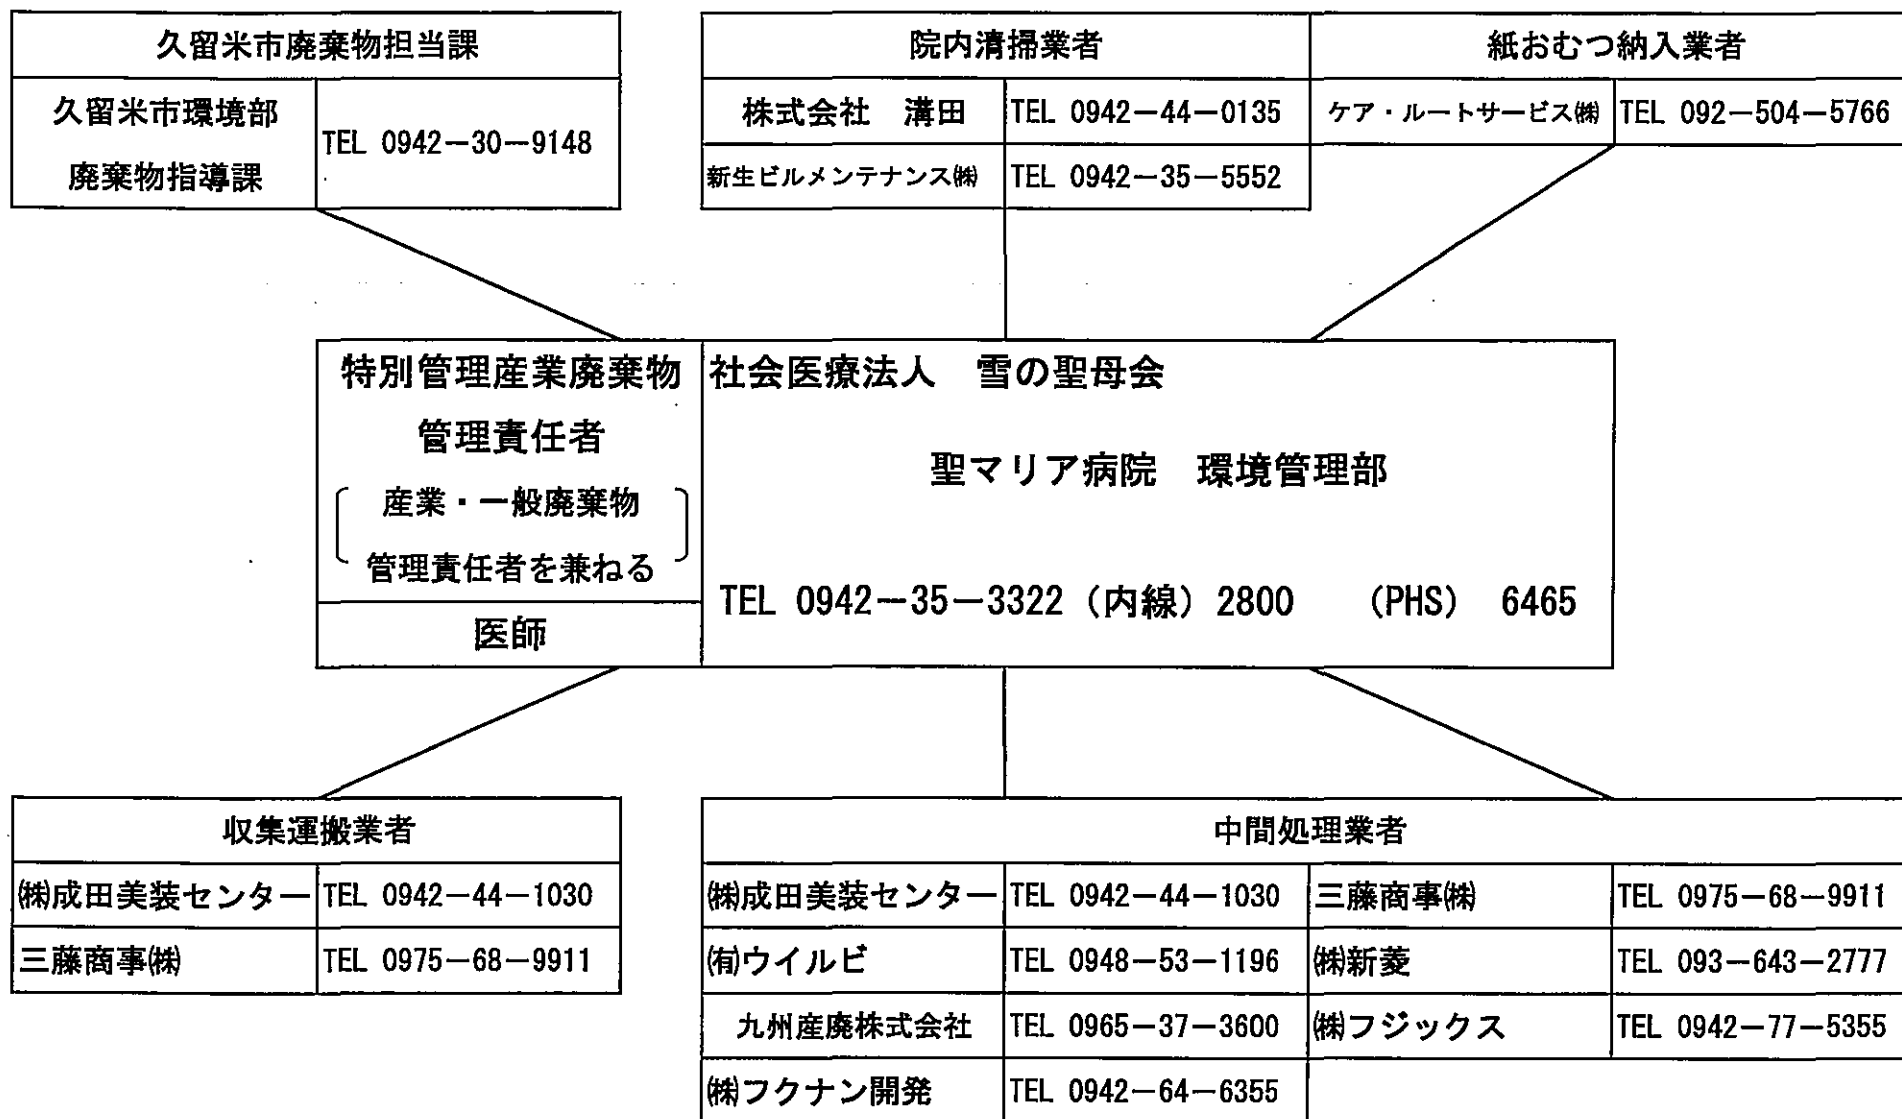 久留米市廃棄物担当課
久留米市環境部
廃棄物指導課
TEL 0942−30−9148
院内清掃業者
株式会社　溝田
TEL 0942−44−0135
新生ビルメンテナンス㈱
TEL 0942−35−5552
紙おむつ納入業者
ケア・ルートサービス㈱
TEL 092−504−5766
特別管理産業廃棄物
管理責任者
産業・一般廃棄物
管理責任者を兼ねる
医師
社会医療法人　雪の聖母会
聖マリア病院　環境管理部
TEL 0942−35−3322（内線）2800　（PHS）　6465
収集運搬業者
㈱成田美装センター
TEL 0942−44−1030
三藤商事㈱
TEL 0975−68−9911
中間処理業者
㈱成田美装センター
TEL 0942−44−1030
三藤商事㈱
TEL 0975−68−9911
㈲ウイルビ
TEL 0948−53−1196
㈱新菱
TEL 093−643−2777
九州産廃株式会社
TEL 0965−37−3600
㈱フジックス
TEL 0942−77−5355
㈱フクナン開発
TEL 0942−64−6355